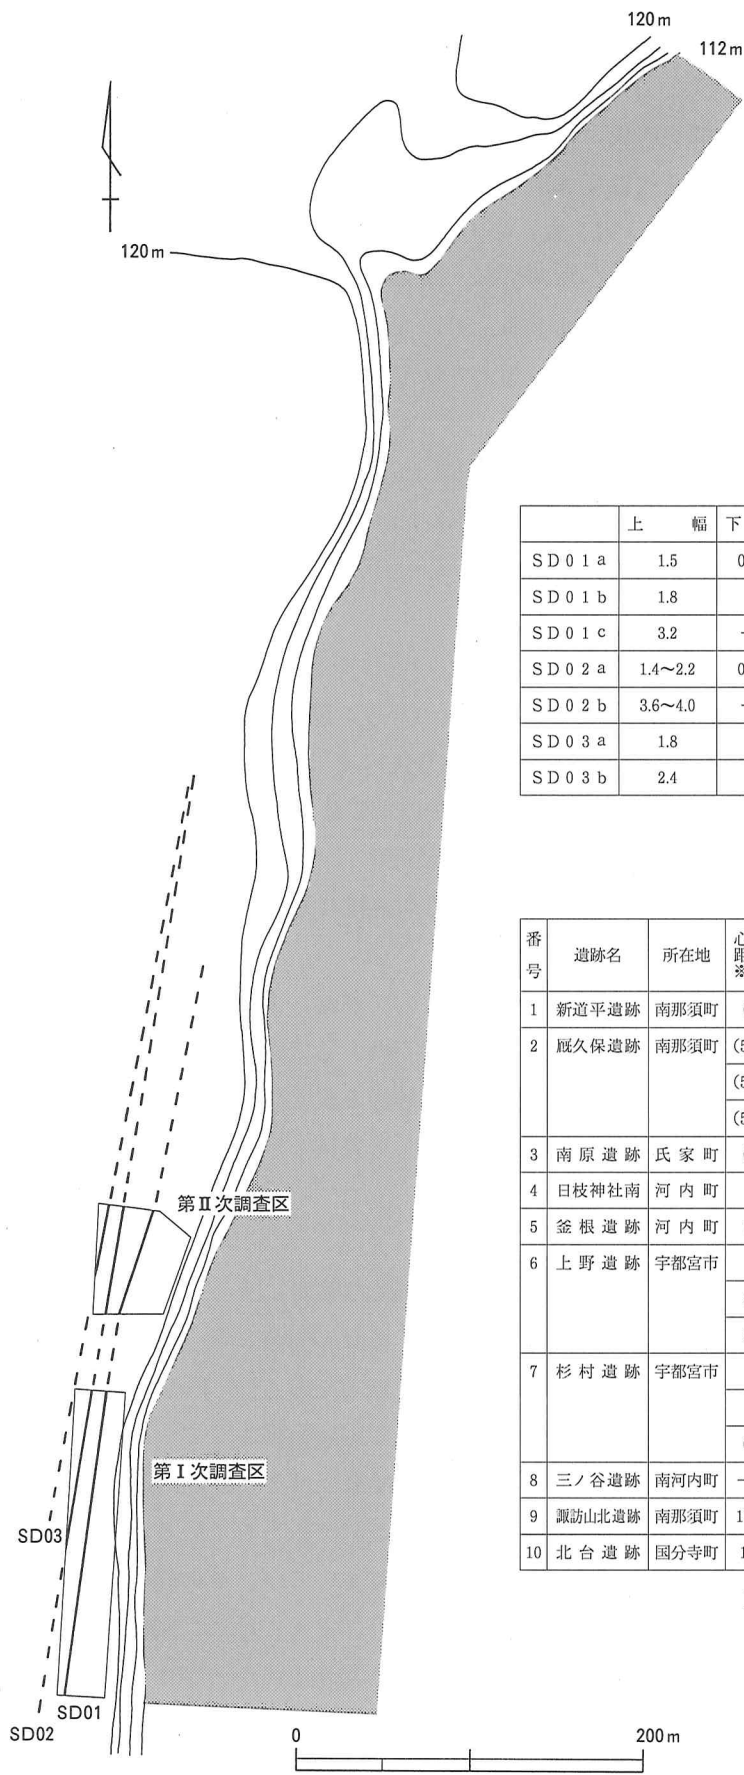 120m
112m
120m
上 幅 下
SD01a 1.5 0
SD01b 1.8
SD01c 3.2 -
SD02a 1.4~2.2 0
SD02b 3.6~4.0 -
SD03a 1.8
SD03b 2.4
番号 遺跡名 所在地
1 新道平遺跡 南那須町
2 厩久保遺跡 南那須町 (5
(5
(5
3 南原遺跡 氏家町
4 日枝神社南 河内町
5 釜根遺跡 河内町
6 上野遺跡 宇都宮市
7 杉村遺跡 宇都宮市
8 三ノ谷遺跡 南河内町 -
9 諏訪山北遺跡 南那須町 1
10 北台遺跡 国分寺町 1
第Ⅱ次調査区
第Ⅰ次調査区
SD03
SD01
SD02
0 200m